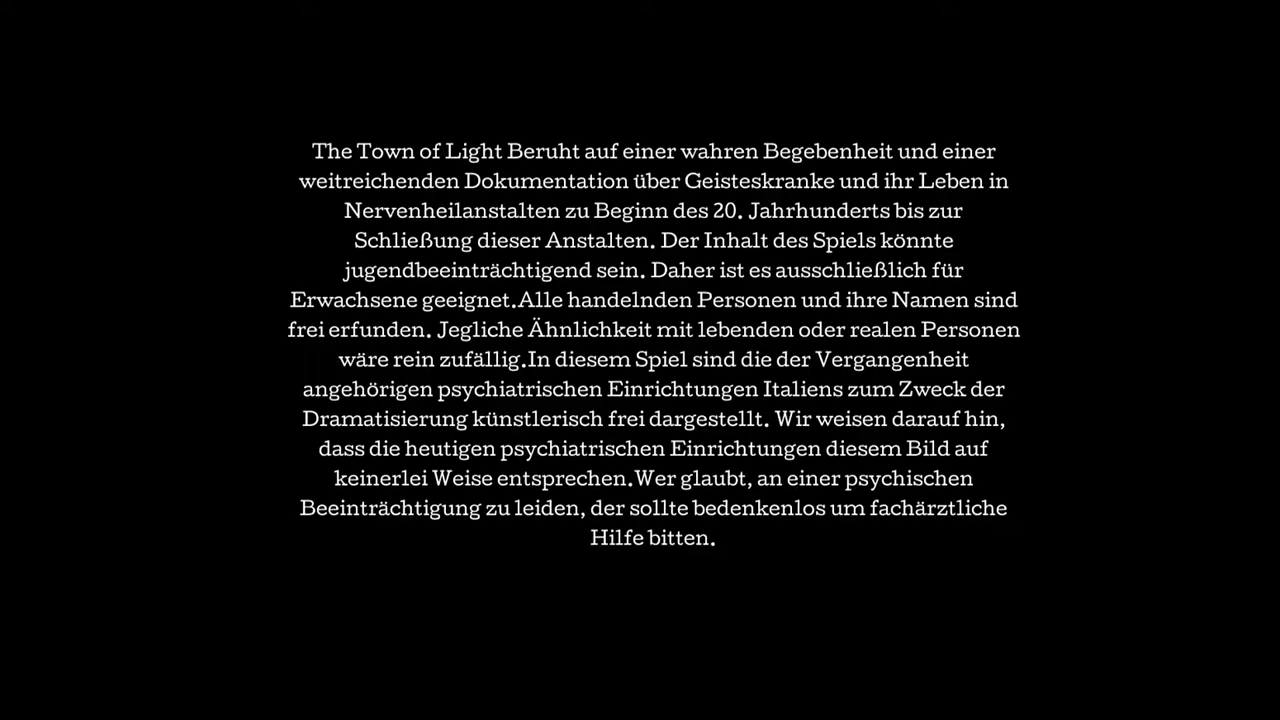 The Town of Light Beruht auf einer wahren Begebenheit und einer
weitreichenden Dokumentation über Geisteskranke und ihr Leben in
Nervenheilanstalten zu Beginn des 20. Jahrhunderts bis zur
Schließung dieser Anstalten. Der Inhalt des Spiels könnte
jugendbeeinträchtigend sein. Daher ist es ausschließlich für
Erwachsene geeignet.Alle handelnden Personen und ihre Namen sind
frei erfunden. Jegliche Ähnlichkeit mit lebenden oder realen Personen
wäre rein zufällig.In diesem Spiel sind die der Vergangenheit
angehörigen psychiatrischen Einrichtungen Italiens zum Zweck der
Dramatisierung künstlerisch frei dargestellt. Wir weisen darauf hin,
dass die heutigen psychiatrischen Einrichtungen diesem Bild auf
keinerlei Weise entsprechen.Wer glaubt, an einer psychischen
Beeinträchtigung zu leiden, der sollte bedenkenlos um fachärztliche
Hilfe bitten.